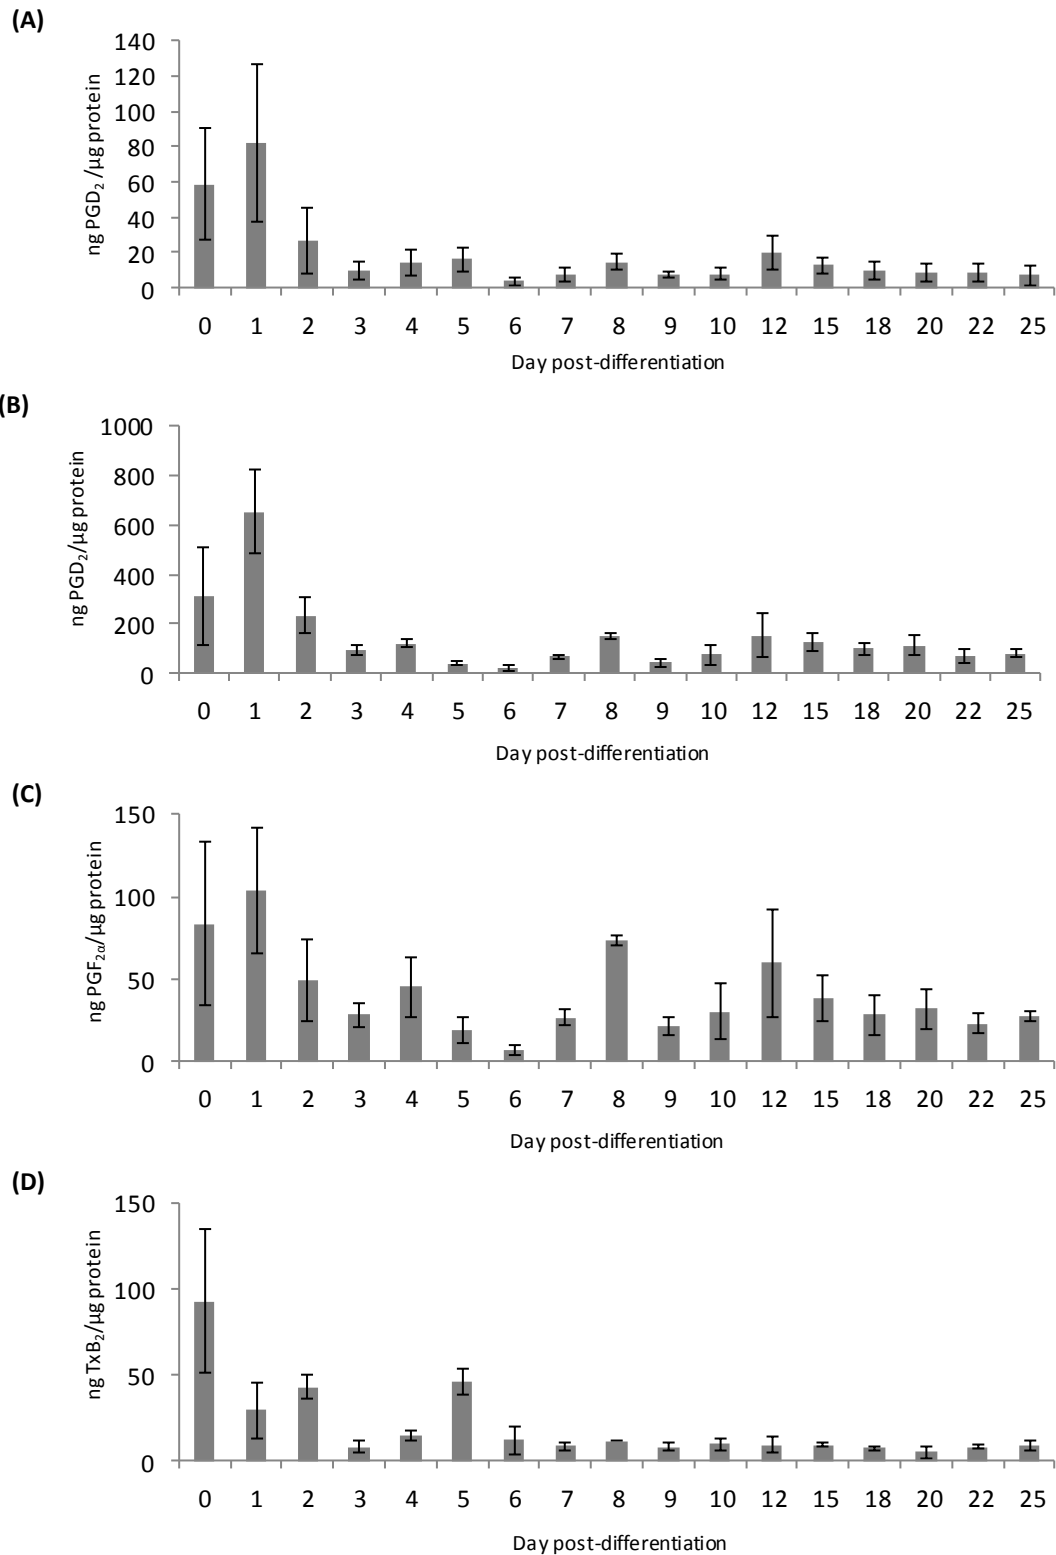 (A)
140
120
100
80
60
40
20
0
ng PGD₂ /µg protein
0 1 2 3 4 5 6 7 8 9 10 12 15 18 20 22 25
Day post-differentiation
(B)
1000
800
600
400
200
0
ng PGD₂/µg protein
0 1 2 3 4 5 6 7 8 9 10 12 15 18 20 22 25
Day post-differentiation
(C)
150
100
50
0
ng PGF₂α/µg protein
0 1 2 3 4 5 6 7 8 9 10 12 15 18 20 22 25
Day post-differentiation
(D)
150
100
50
0
ng TxB₂/µg protein
0 1 2 3 4 5 6 7 8 9 10 12 15 18 20 22 25
Day post-differentiation